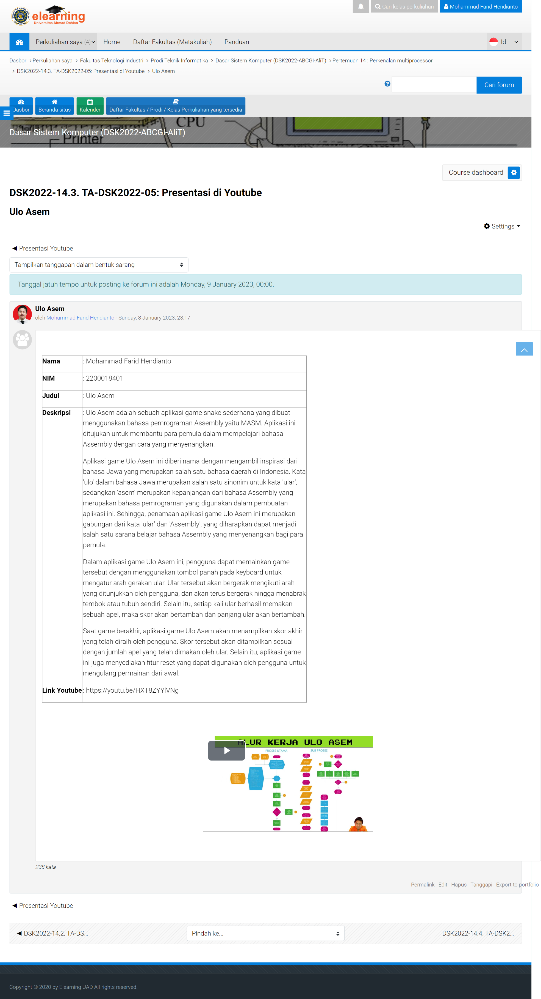 elearning
Universitas Ahmad Dahlan
Cari kelas perkuliahan
Mohammad Farid Hendianto
Perkuliahan saya (4)
Home
Daftar Fakultas (Matakuliah)
Panduan
Id
Dasbor > Perkuliahan saya > Fakultas Teknologi Industri > Prodi Teknik Informatika > Dasar Sistem Komputer (DSK2022-ABCGI-AliT) > Pertemuan 14 : Perkenalan multiprocessor
> DSK2022-14.3. TA-DSK2022-05: Presentasi di Youtube > Ulo Asem
Cari forum
Dasbor
Beranda situs
Kalender
Daftar Fakultas / Prodi / Kelas Perkuliahan yang tersedia
CPU
Dasar Sistem Komputer (DSK2022-ABCGI-AliT)
Printer
Course dashboard
DSK2022-14.3. TA-DSK2022-05: Presentasi di Youtube
Ulo Asem
Settings
◀ Presentasi Youtube
Tampilkan tanggapan dalam bentuk sarang
Tanggal jatuh tempo untuk posting ke forum ini adalah Monday, 9 January 2023, 00:00.
Ulo Asem
oleh Mohammad Farid Hendianto - Sunday, 8 January 2023, 23:17
Nama : Mohammad Farid Hendianto
NIM : 2200018401
Judul : Ulo Asem
Deskripsi : Ulo Asem adalah sebuah aplikasi game snake sederhana yang dibuat
menggunakan bahasa pemrograman Assembly yaitu MASM. Aplikasi ini
ditujukan untuk membantu para pemula dalam mempelajari bahasa
Assembly dengan cara yang menyenangkan.
Aplikasi game Ulo Asem ini diberi nama dengan mengambil inspirasi dari
bahasa Jawa yang merupakan salah satu bahasa daerah di Indonesia. Kata
'ulo' dalam bahasa Jawa merupakan salah satu sinonim untuk kata 'ular',
sedangkan 'asem' merupakan kepanjangan dari bahasa Assembly yang
merupakan bahasa pemrograman yang digunakan dalam pembuatan
aplikasi ini. Sehingga, penamaan aplikasi game Ulo Asem ini merupakan
gabungan dari kata 'ular' dan 'Assembly', yang diharapkan dapat menjadi
salah satu sarana belajar bahasa Assembly yang menyenangkan bagi para
pemula.
Dalam aplikasi game Ulo Asem ini, pengguna dapat memainkan game
tersebut dengan menggunakan tombol panah pada keyboard untuk
mengatur arah gerakan ular. Ular tersebut akan bergerak mengikuti arah
yang ditunjukkan oleh pengguna, dan akan terus bergerak hingga menabrak
tembok atau tubuh sendiri. Selain itu, setiap kali ular berhasil memakan
sebuah apel, maka skor akan bertambah dan panjang ular akan bertambah.
Saat game berakhir, aplikasi game Ulo Asem akan menampilkan skor akhir
yang telah diraih oleh pengguna. Skor tersebut akan ditampilkan sesuai
dengan jumlah apel yang telah dimakan oleh ular. Selain itu, aplikasi game
ini juga menyediakan fitur reset yang dapat digunakan oleh pengguna untuk
mengulang permainan dari awal.
Link Youtube : https://youtu.be/HXT8ZYYlVNg
ALUR KERJA ULO ASEM
PROSES UTAMA
SUB PROSES
238 kata
Permalink Edit Hapus Tanggapi Export to portfolio
◀ Presentasi Youtube
◀ DSK2022-14.2. TA-DS...
Pindah ke...
DSK2022-14.4. TA-DSK2...
Copyright © 2020 by Elearning UAD All rights reserved.